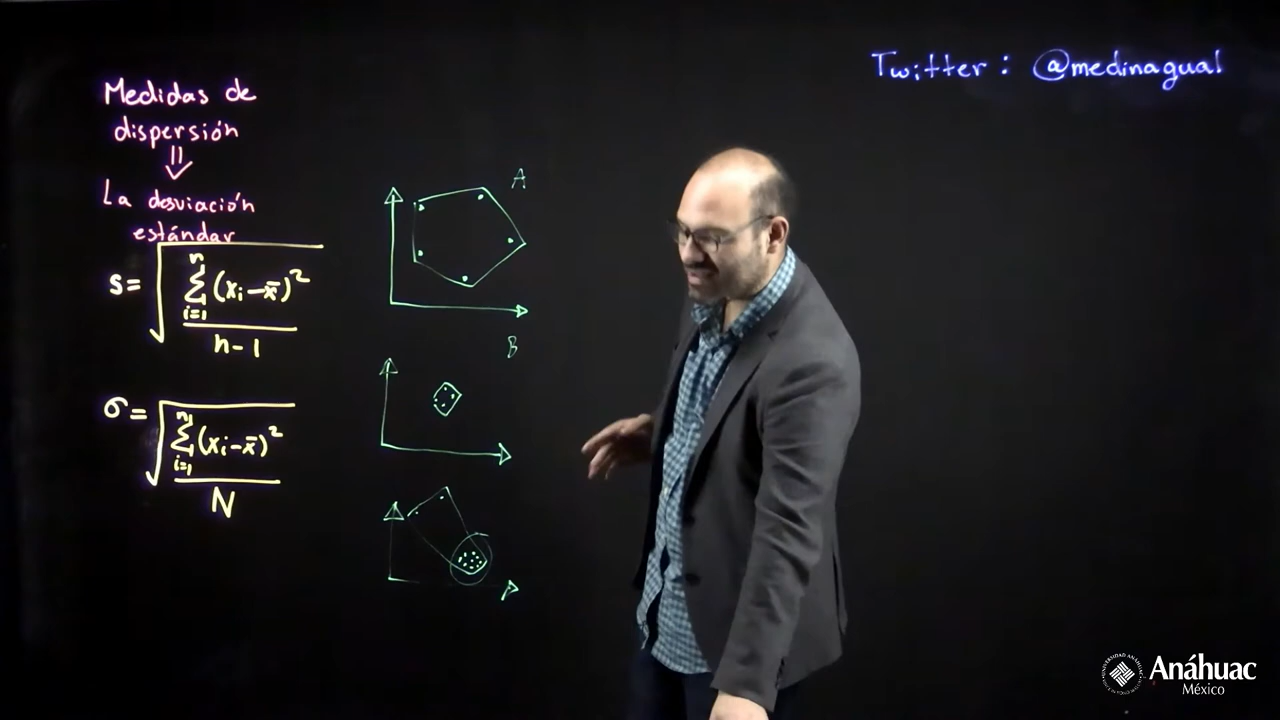 Medidas de
dispersión
⇓
La desviación
estándar
s = √( Σ_{i=1}^{n} (xᵢ – x̄)² / n-1 )
σ = √( Σ_{i=1}^{n} (xᵢ – x̄)² / N )
A
B
Twitter: @medinagual
Anáhuac
México